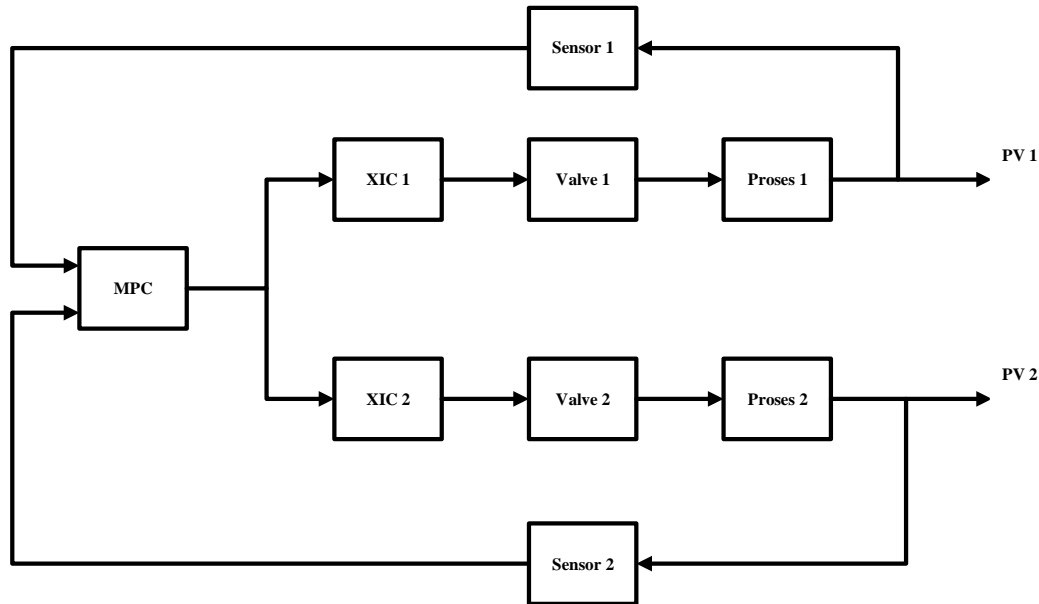 Sensor 1
XIC 1
Valve 1
Proses 1
PV 1
MPC
XIC 2
Valve 2
Proses 2
PV 2
Sensor 2